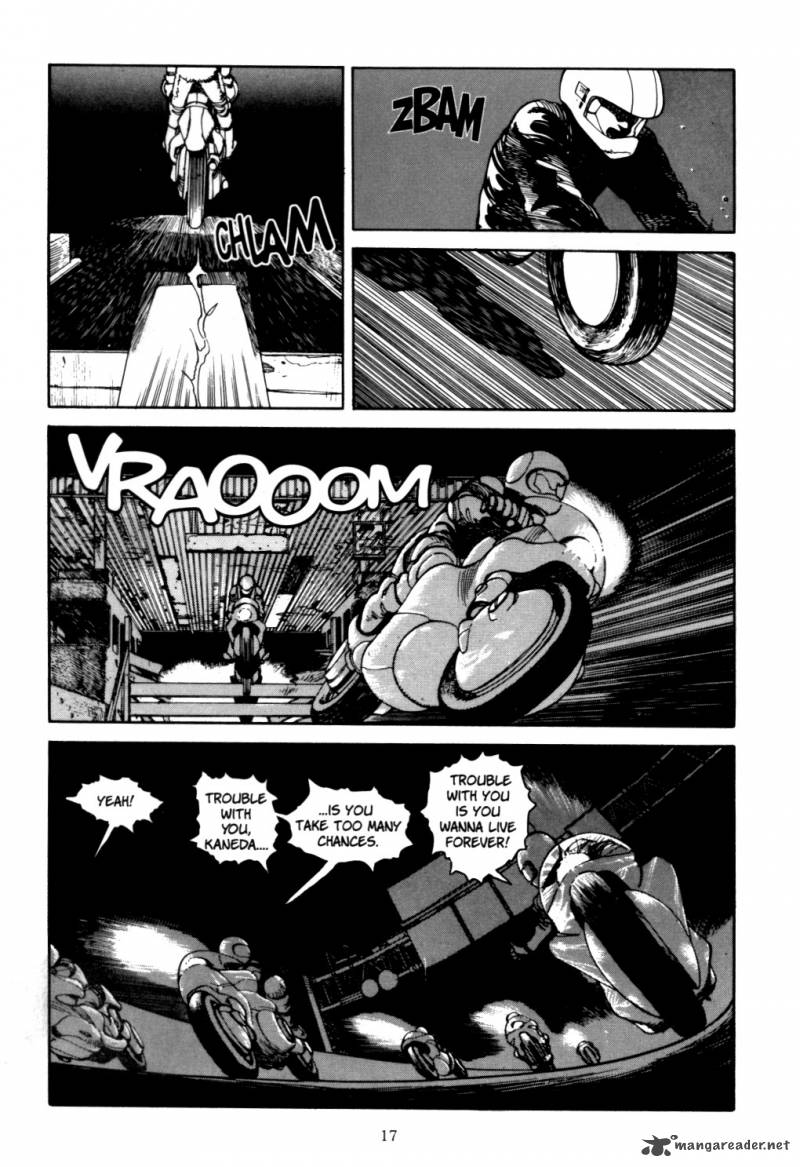 CHLAM
ZBAM
VRAOOOM
YEAH!
TROUBLE
WITH
YOU,
KANEDA....
...IS YOU
TAKE TOO MANY
CHANCES.
TROUBLE
WITH YOU
IS YOU
WANNA LIVE
FOREVER!
17
mangareader.net